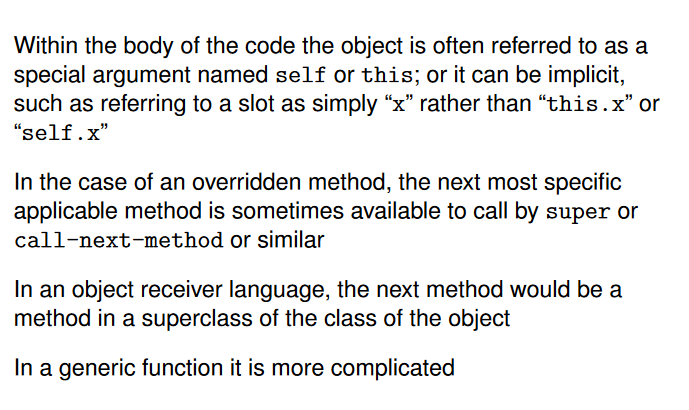 Within the body of the code the object is often referred to as a
special argument named self or this; or it can be implicit,
such as referring to a slot as simply “x” rather than “this.x” or
“self.x”
In the case of an overridden method, the next most specific
applicable method is sometimes available to call by super or
call-next-method or similar
In an object receiver language, the next method would be a
method in a superclass of the class of the object
In a generic function it is more complicated